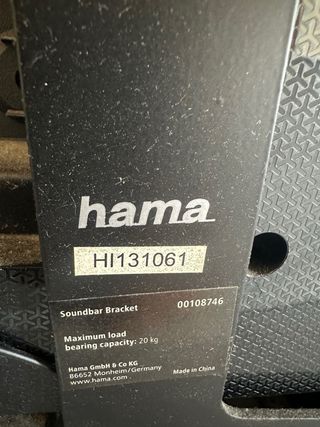 hama
HI131061
Soundbar Bracket 00108746
Maximum load
bearing capacity: 20 kg
Hama GmbH & Co KG
86652 Monheim/Germany
www.hama.com Made in China